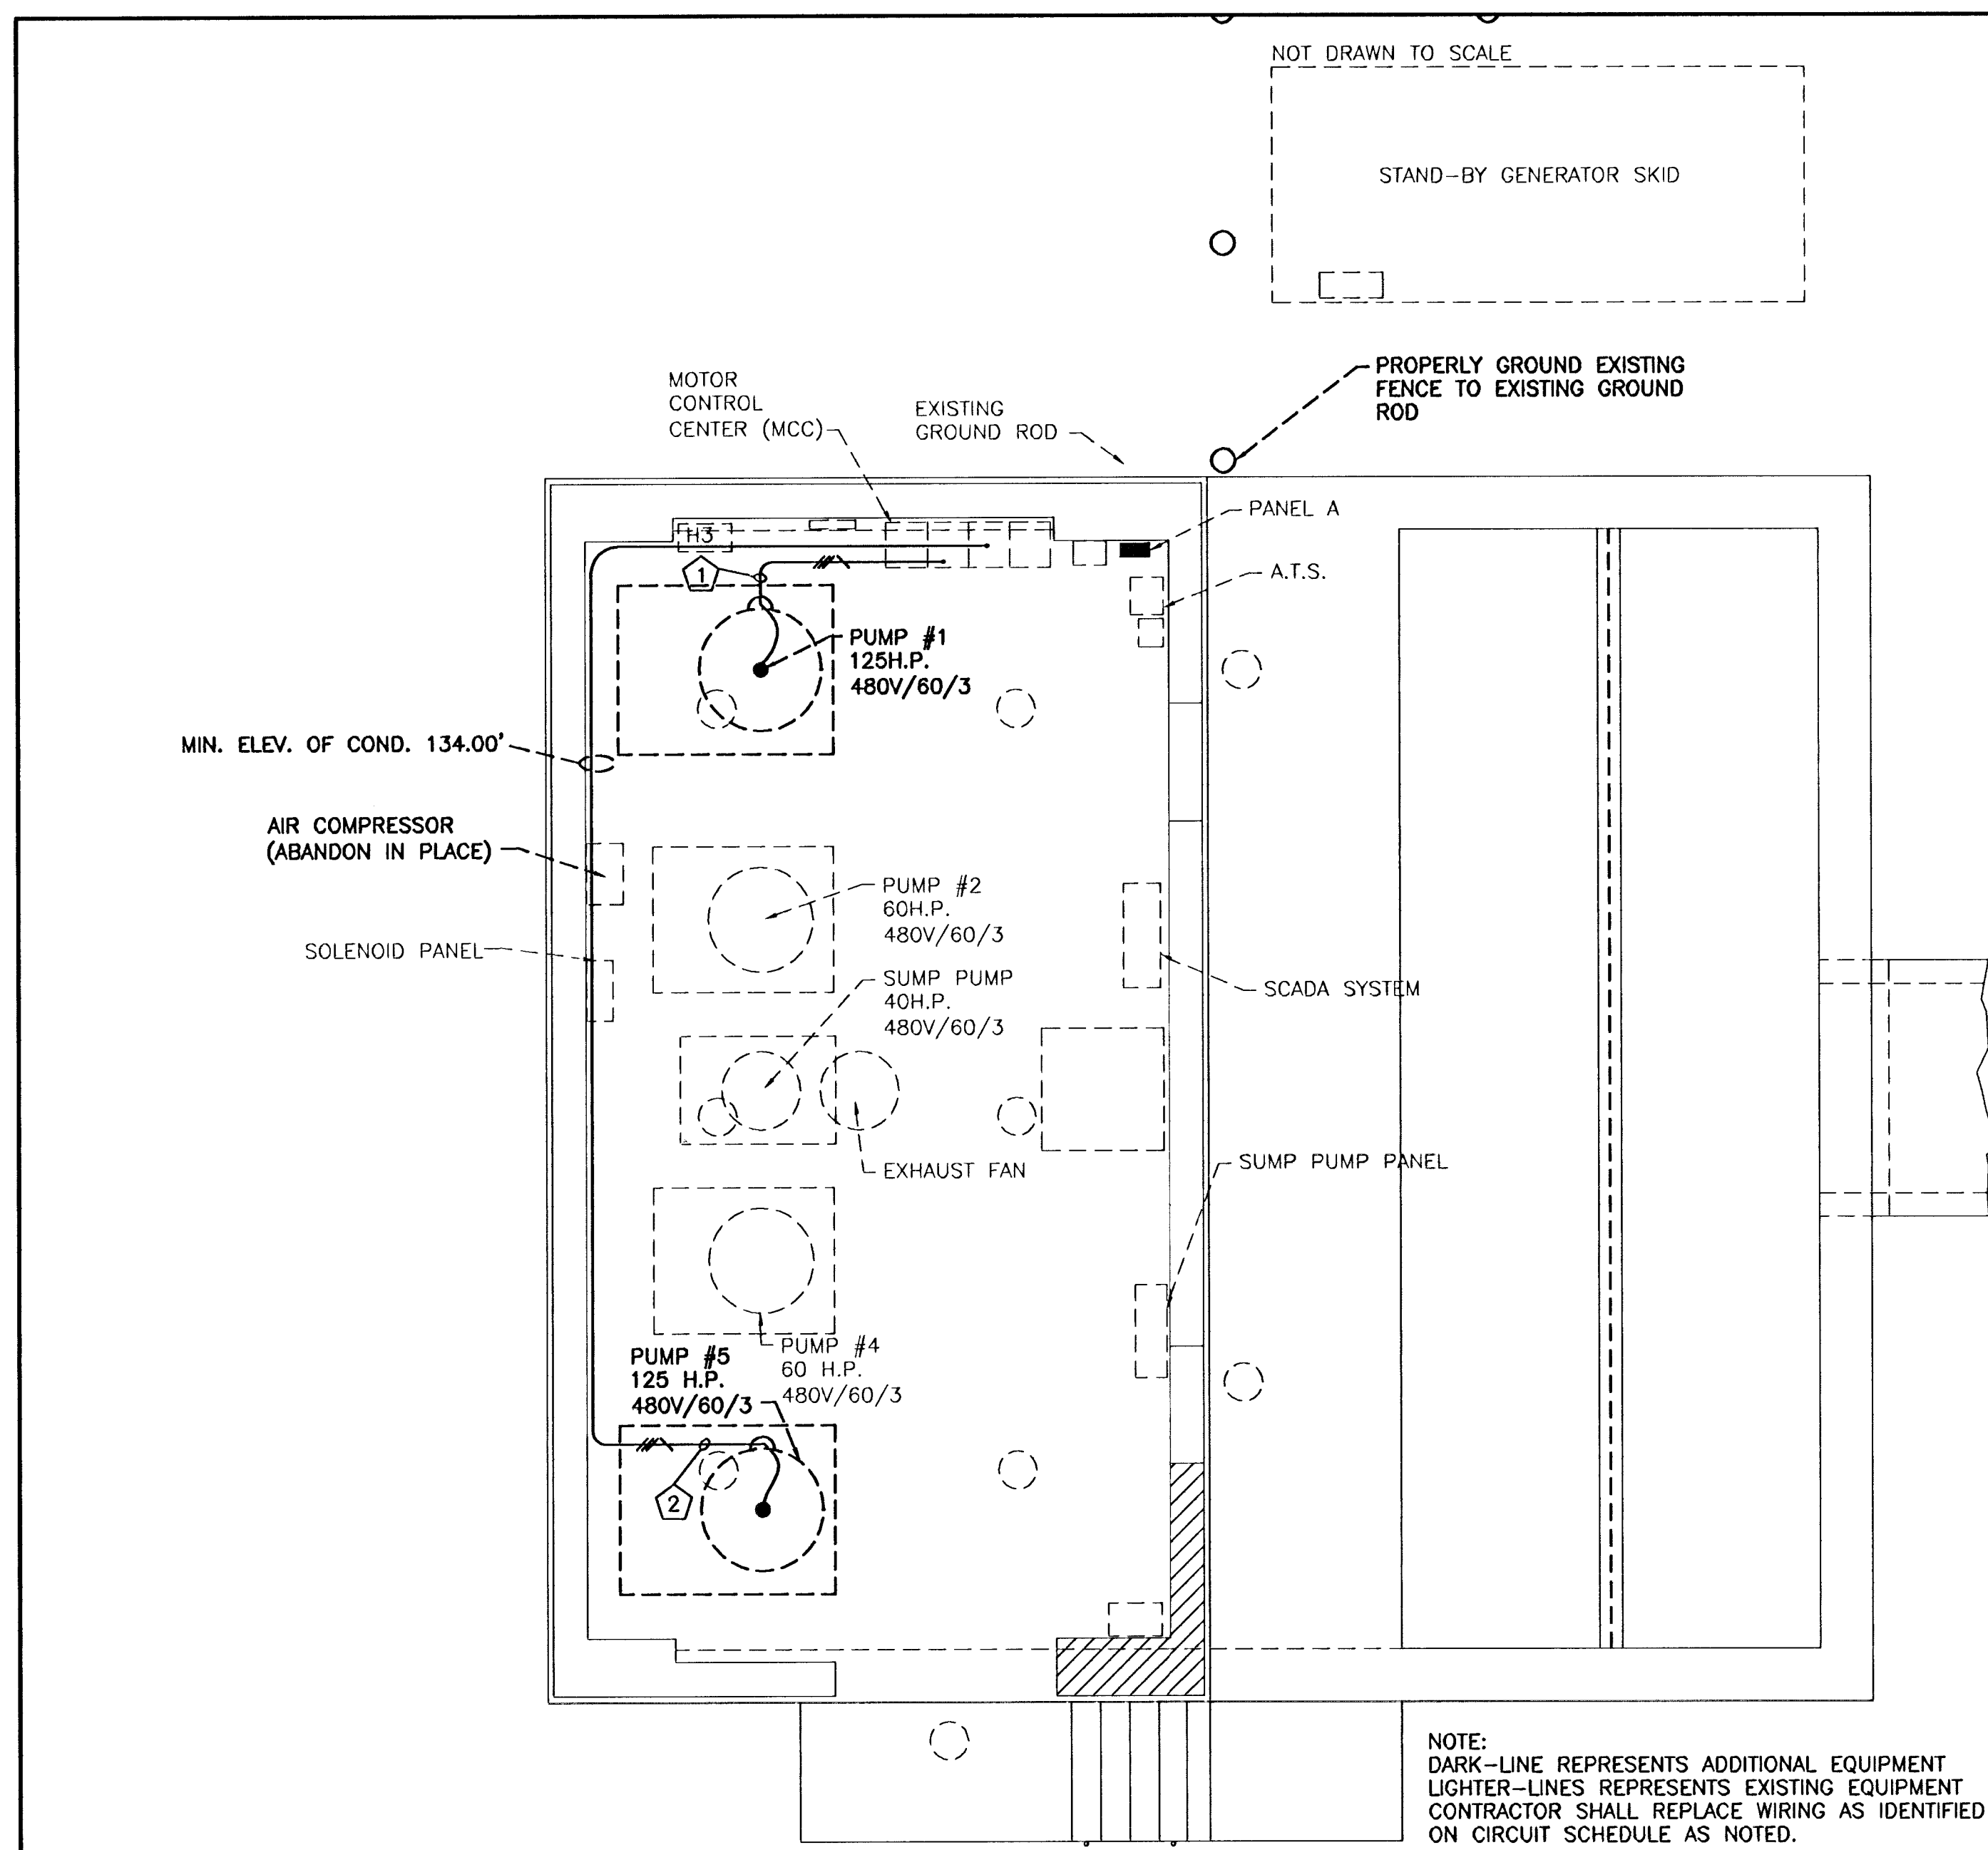 NOT DRAWN TO SCALE
STAND-BY GENERATOR SKID
PROPERLY GROUND EXISTING
FENCE TO EXISTING GROUND
ROD
MOTOR
CONTROL
CENTER (MCC)
EXISTING
GROUND ROD
PANEL A
H3
1
A.T.S.
PUMP #1
125H.P.
480V/60/3
MIN. ELEV. OF COND. 134.00'
AIR COMPRESSOR
(ABANDON IN PLACE)
PUMP #2
60H.P.
480V/60/3
SOLENOID PANEL
SUMP PUMP
40H.P.
480V/60/3
SCADA SYSTEM
EXHAUST FAN
SUMP PUMP PANEL
PUMP #4
60 H.P.
480V/60/3
PUMP #5
125 H.P.
480V/60/3
2
NOTE:
DARK-LINE REPRESENTS ADDITIONAL EQUIPMENT
LIGHTER-LINES REPRESENTS EXISTING EQUIPMENT
CONTRACTOR SHALL REPLACE WIRING AS IDENTIFIED
ON CIRCUIT SCHEDULE AS NOTED.